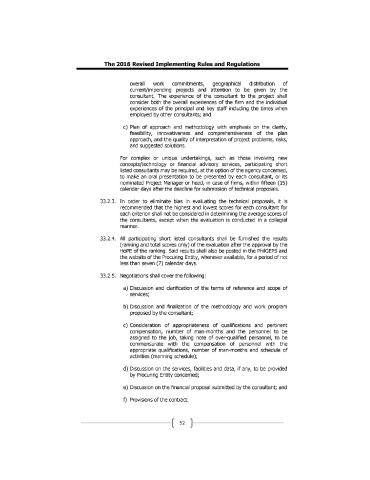 The 2016 Revised Implementing Rules and Regulations
overall work commitments, geographical distribution of
current/impending projects and attention to be given by the
consultant. The experience of the consultant to the project shall
consider both the overall experiences of the firm and the individual
experiences of the principal and key staff including the times when
employed by other consultants; and
c) Plan of approach and methodology with emphasis on the clarity,
feasibility, innovativeness and comprehensiveness of the plan
approach, and the quality of interpretation of project problems, risks,
and suggested solutions.
For complex or unique undertakings, such as those involving new
concepts/technology or financial advisory services, participating short
listed consultants may be required, at the option of the agency concerned,
to make an oral presentation to be presented by each consultant, or its
nominated Project Manager or head, in case of firms, within fifteen (15)
calendar days after the deadline for submission of technical proposals.
33.2.3. In order to eliminate bias in evaluating the technical proposals, it is
recommended that the highest and lowest scores for each consultant for
each criterion shall not be considered in determining the average scores of
the consultants, except when the evaluation is conducted in a collegial
manner.
33.2.4. All participating short listed consultants shall be furnished the results
(ranking and total scores only) of the evaluation after the approval by the
HoPE of the ranking. Said results shall also be posted in the PhilGEPS and
the website of the Procuring Entity, whenever available, for a period of not
less than seven (7) calendar days.
33.2.5. Negotiations shall cover the following:
a) Discussion and clarification of the terms of reference and scope of
services;
b) Discussion and finalization of the methodology and work program
proposed by the consultant;
c) Consideration of appropriateness of qualifications and pertinent
compensation, number of man-months and the personnel to be
assigned to the job, taking note of over-qualified personnel, to be
commensurate with the compensation of personnel with the
appropriate qualifications, number of man-months and schedule of
activities (manning schedule);
d) Discussion on the services, facilities and data, if any, to be provided
by Procuring Entity concerned;
e) Discussion on the financial proposal submitted by the consultant; and
f) Provisions of the contract.
52